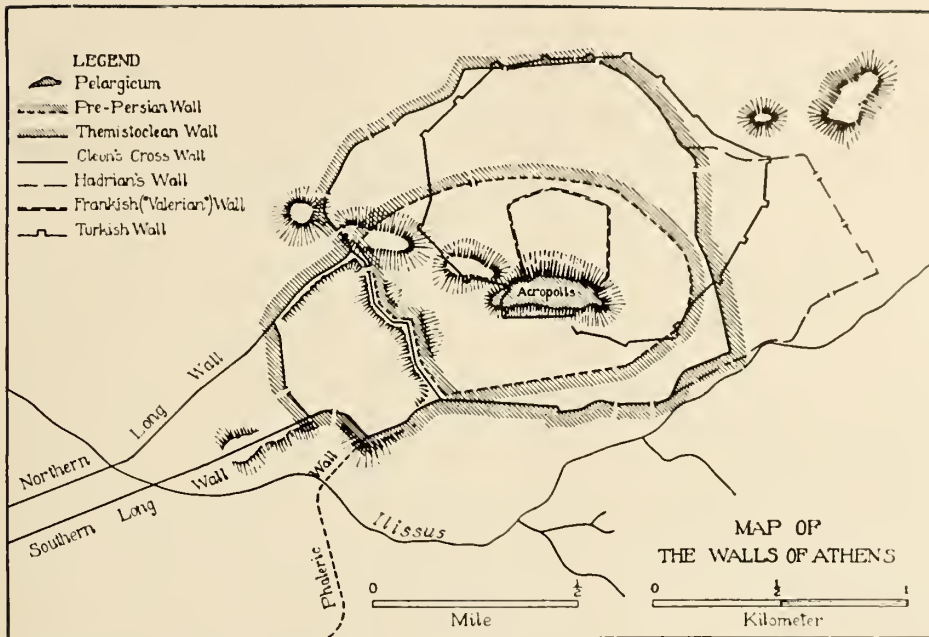 LEGEND
Pelargicum
Pre-Persian Wall
Themistoclean Wall
Cleon's Cross Wall
Hadrian's Wall
Frankish ("Valerian") Wall
Turkish Wall
Acropolis
Northern Long Wall
Southern Long Wall
Phaleric Wall
Ilissus
MAP OF
THE WALLS OF ATHENS
0 ½
Mile
0 ½ 1
Kilometer